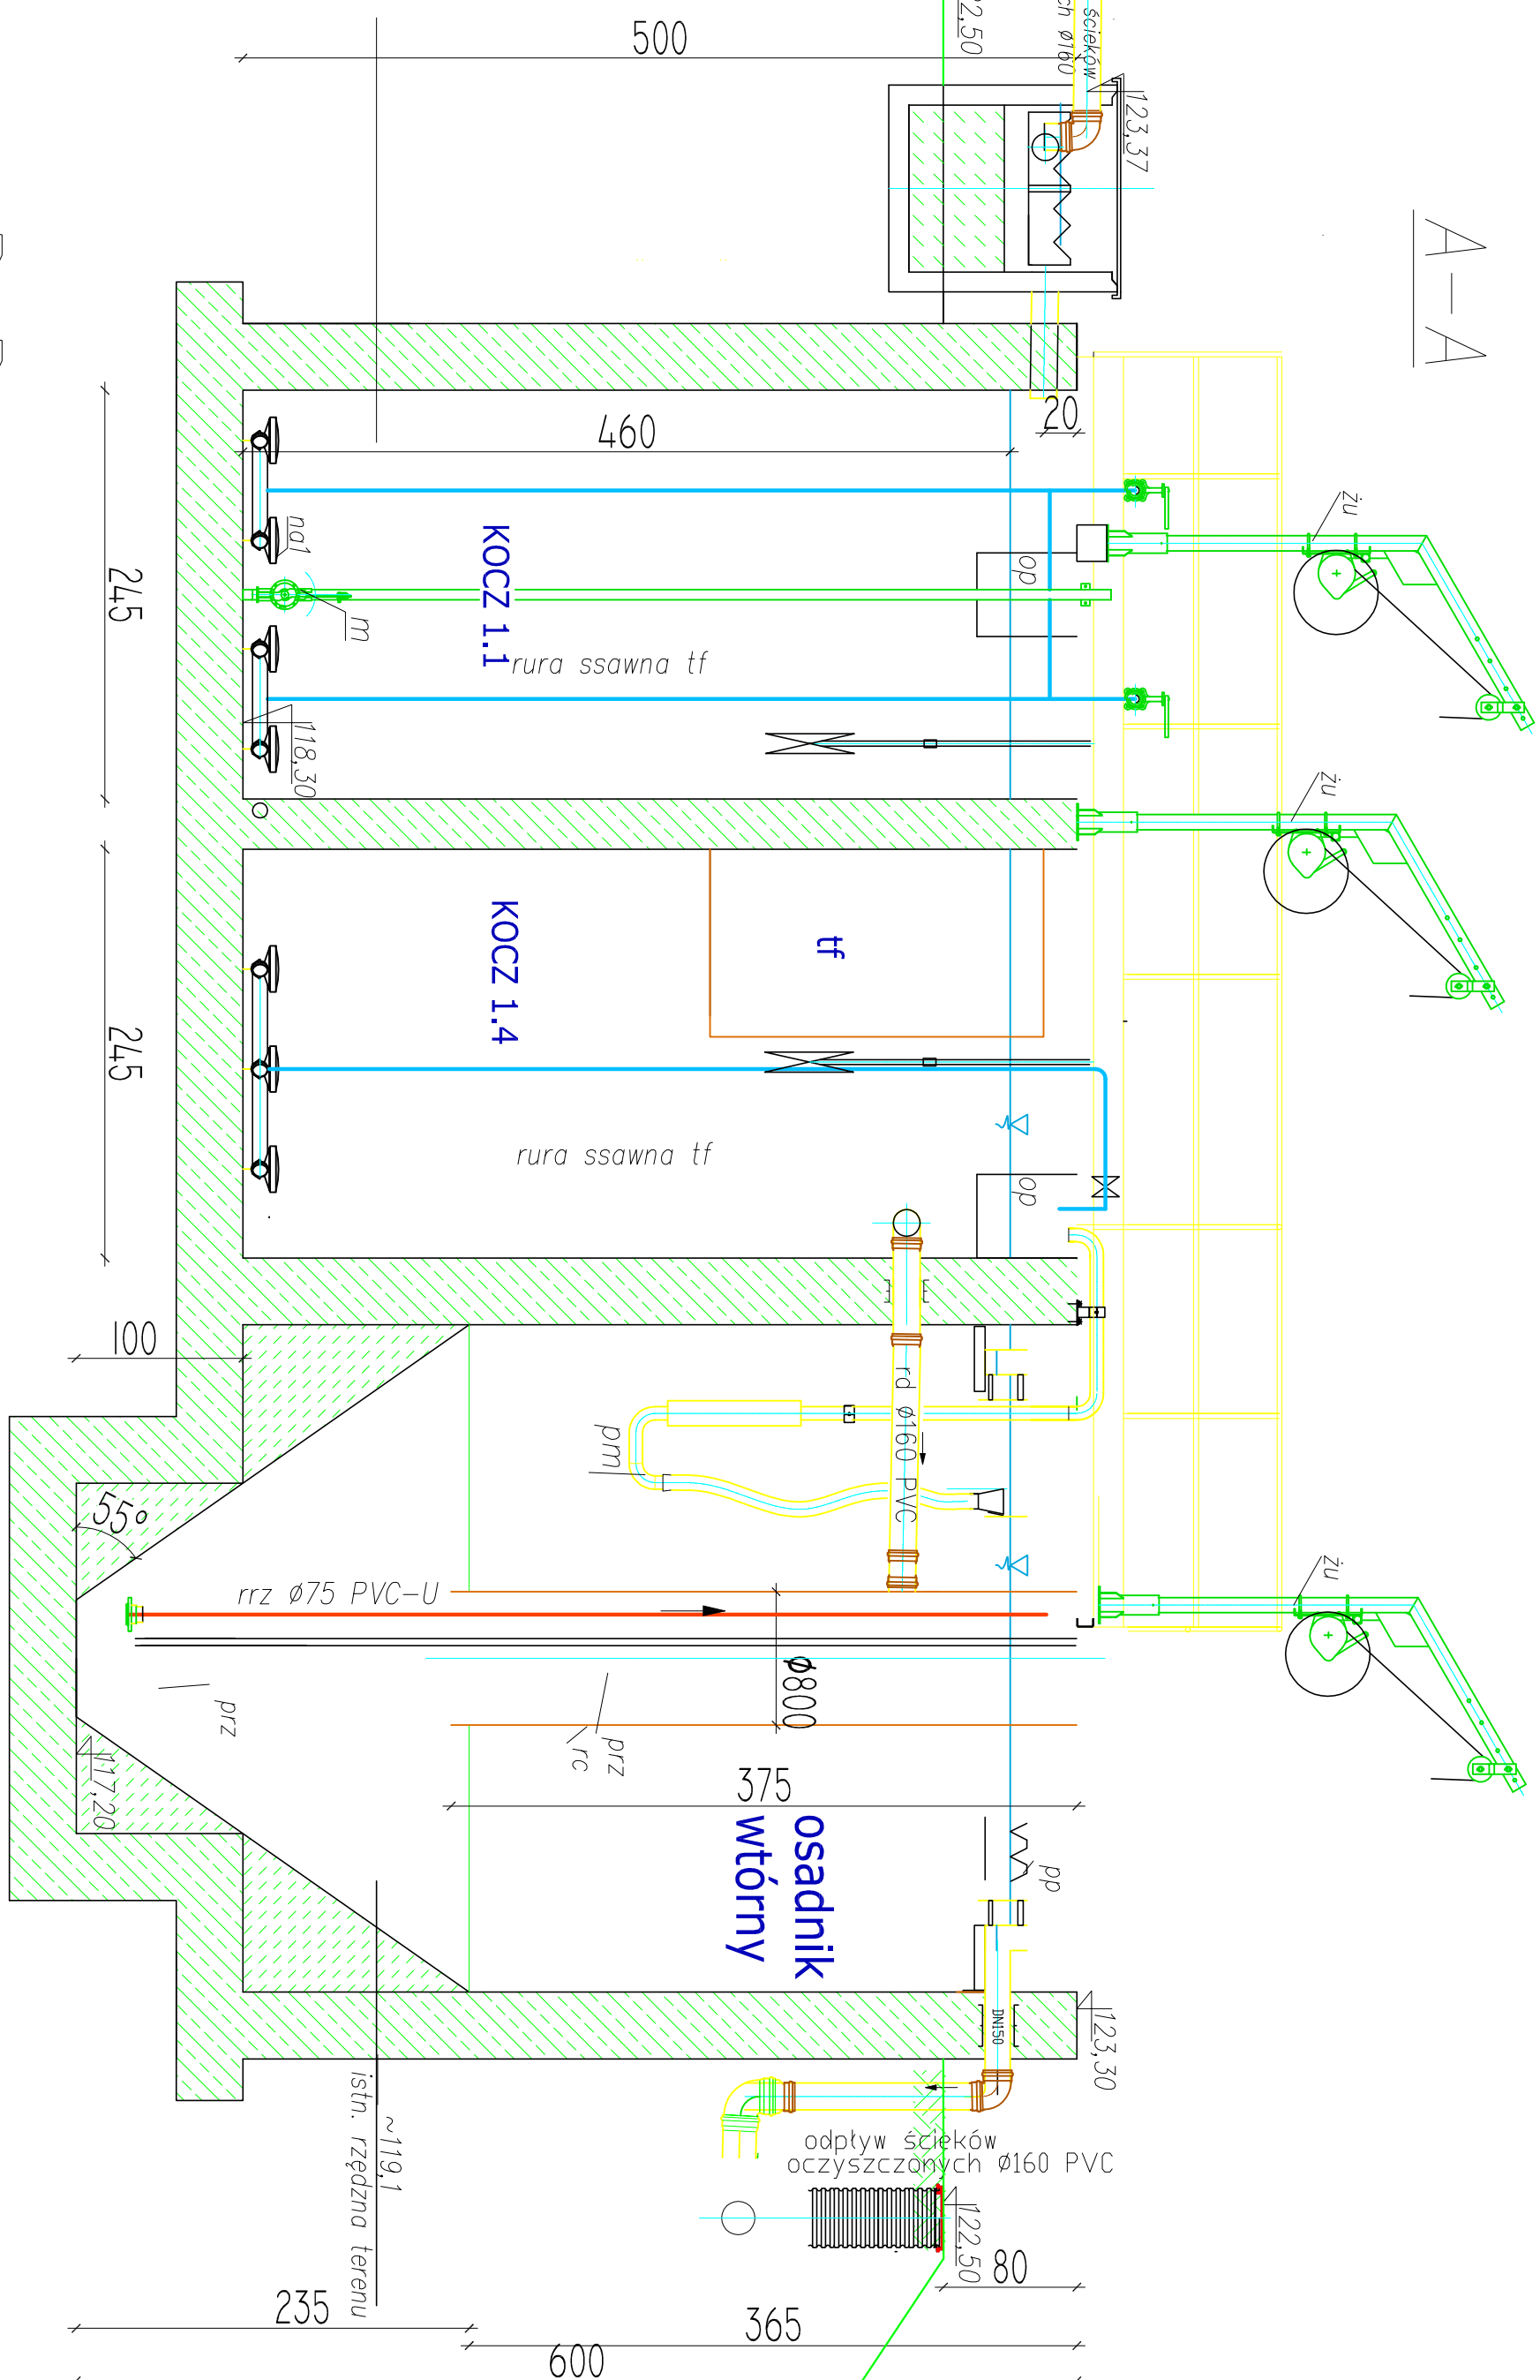 A-A
ścieków
ch ø160
123,37
500
460
20
żu
żu
żu
KOCZ 1.1
rura ssawna tf
op
na1
m
118,30
245
tf
KOCZ 1.4
rura ssawna tf
op
245
100
rd ø160 PVC
pm
55°
rrz ø75 PVC-U
Ø800
prz
prz
rc
117,20
375
osadnik
wtórny
pp
DN150
123,30
odpływ ścieków
oczyszczonych Ø160 PVC
~119,1
istn. rzędzna terenu
122,50
80
235
365
600